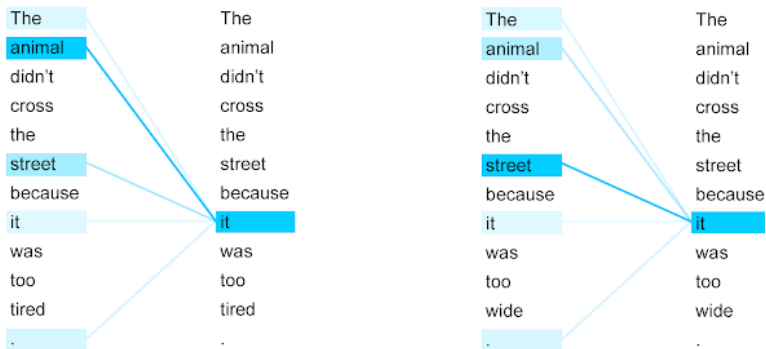 The The The The
animal animal animal animal
didn't didn't didn't didn't
cross cross cross cross
the the the the
street street street street
because because because because
it it it it
was was was was
too too too too
tired tired wide wide
. . . .